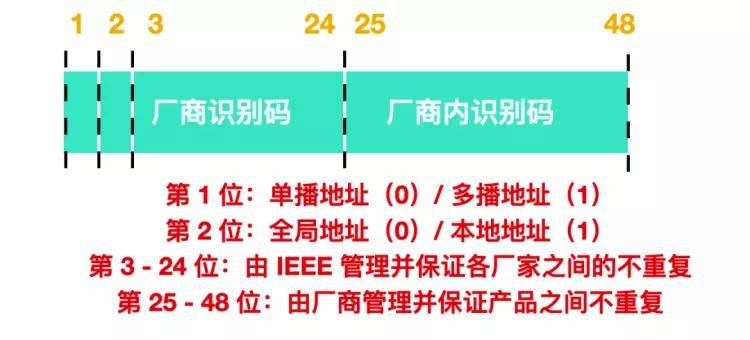 1 2 3 24 25 48
厂商识别码 厂商内识别码
第 1 位：单播地址（0）/ 多播地址（1）
第 2 位：全局地址（0）/ 本地地址（1）
第 3 - 24 位：由 IEEE 管理并保证各厂家之间的不重复
第 25 - 48 位：由厂商管理并保证产品之间不重复